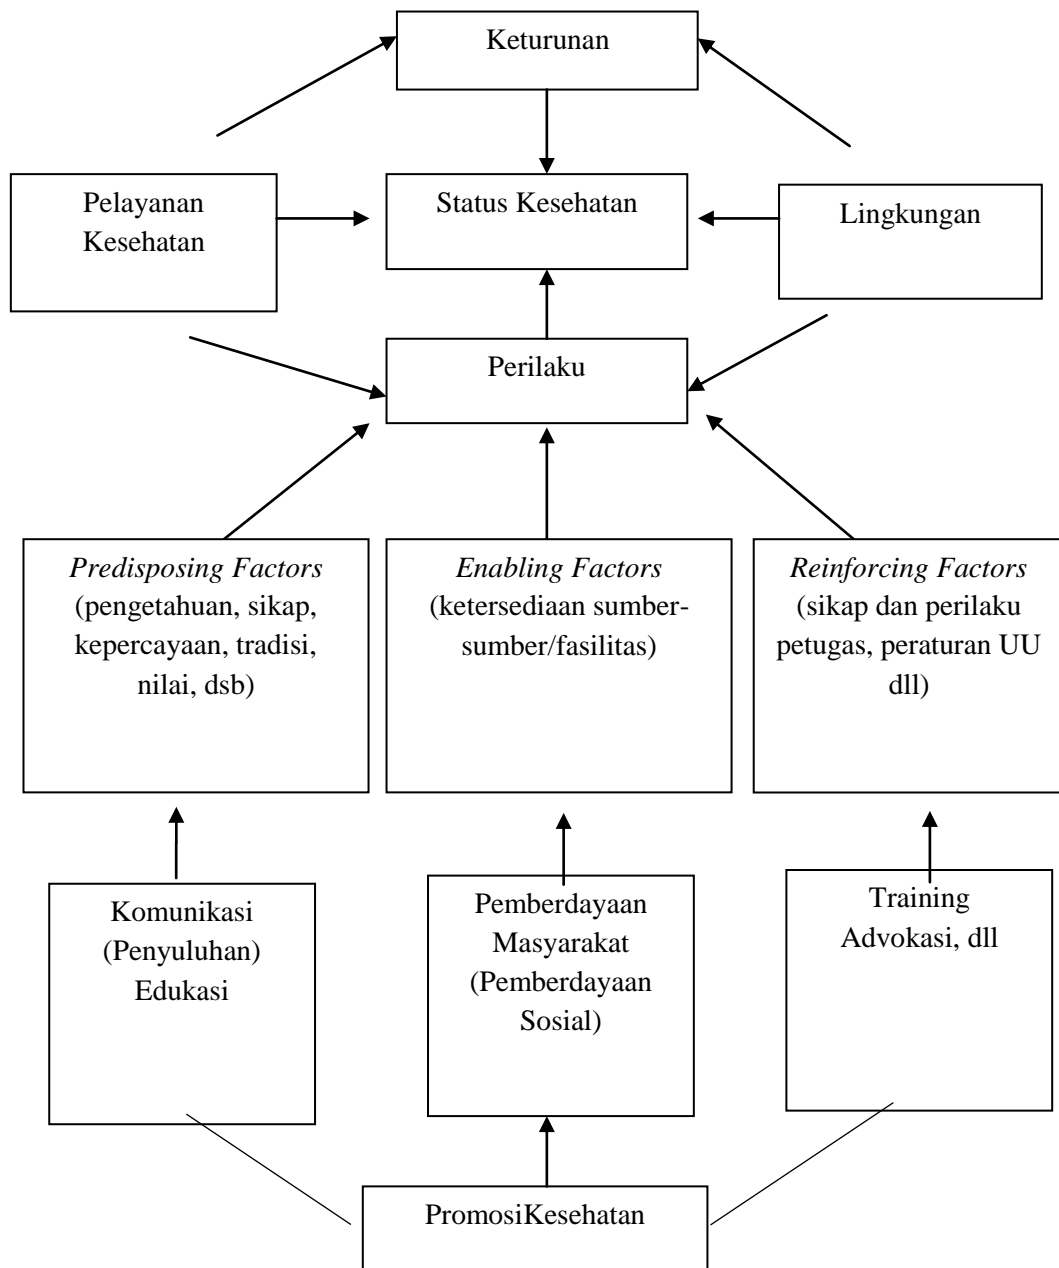 Keturunan
Pelayanan
Kesehatan
Status Kesehatan
Lingkungan
Perilaku
Predisposing Factors
(pengetahuan, sikap,
kepercayaan, tradisi,
nilai, dsb)
Enabling Factors
(ketersediaan sumber-
sumber/fasilitas)
Reinforcing Factors
(sikap dan perilaku
petugas, peraturan UU
dll)
Komunikasi
(Penyuluhan)
Edukasi
Pemberdayaan
Masyarakat
(Pemberdayaan
Sosial)
Training
Advokasi, dll
PromosiKesehatan